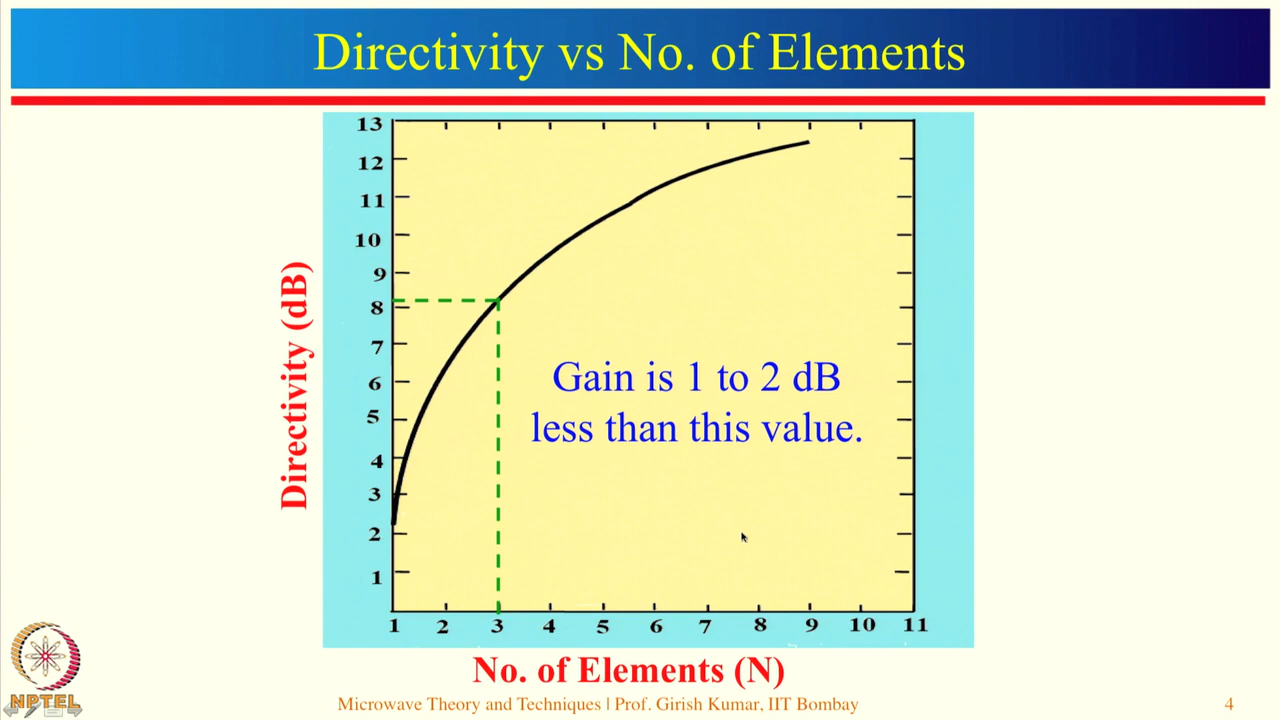 Directivity vs No. of Elements
13
12
11
10
9
8
7
6
5
4
3
2
1
Directivity (dB)
Gain is 1 to 2 dB
less than this value.
1 2 3 4 5 6 7 8 9 10 11
No. of Elements (N)
NPTEL
Microwave Theory and Techniques | Prof. Girish Kumar, IIT Bombay
4